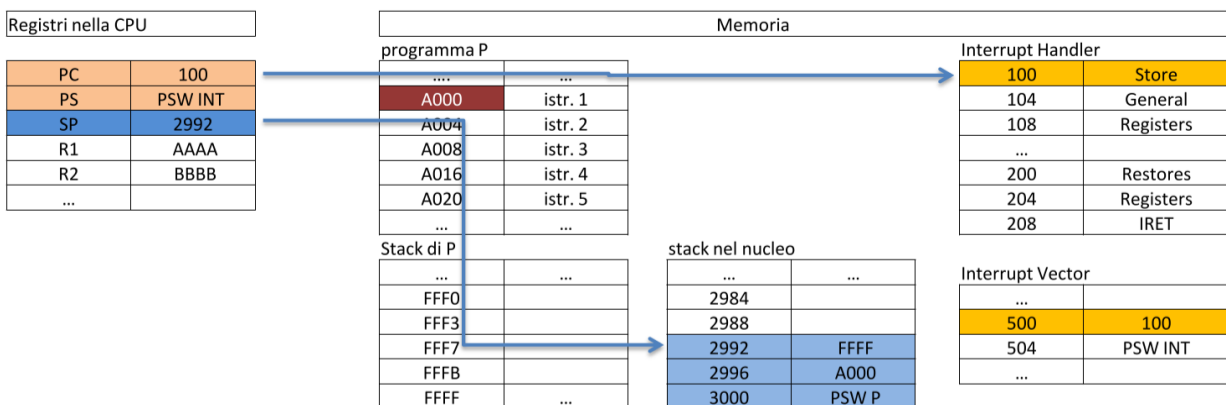 Registri nella CPU
Memoria
programma P
Interrupt Handler
PC 100
PS PSW INT
SP 2992
R1 AAAA
R2 BBBB
...
.... ...
A000 istr. 1
A004 istr. 2
A008 istr. 3
A016 istr. 4
A020 istr. 5
... ...
100 Store
104 General
108 Registers
...
200 Restores
204 Registers
208 IRET
Stack di P
... ...
FFF0
FFF3
FFF7
FFFB
FFFF ...
stack nel nucleo
... ...
2984
2988
2992 FFFF
2996 A000
3000 PSW P
Interrupt Vector
...
500 100
504 PSW INT
...